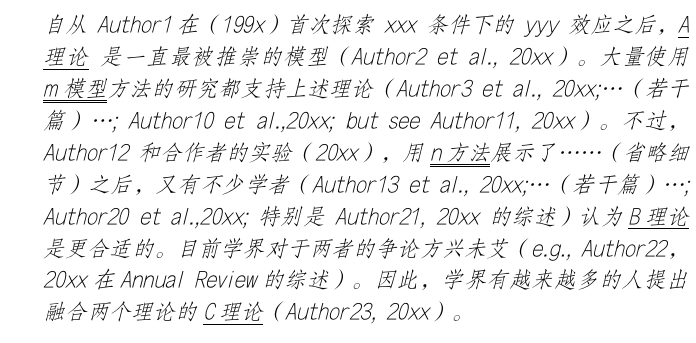 自从 Author1 在（199x）首次探索 xxx 条件下的 yyy 效应之后，A
理论 是一直最被推崇的模型（Author2 et al., 20xx）。大量使用
m 模型方法的研究都支持上述理论（Author3 et al., 20xx;…（若干
篇）…; Author10 et al.,20xx; but see Author11, 20xx）。不过，
Author12 和合作者的实验（20xx），用 n 方法展示了……（省略细
节）之后，又有不少学者（Author13 et al., 20xx;…（若干篇）…;
Author20 et al.,20xx; 特别是 Author21, 20xx 的综述）认为 B 理论
是更合适的。目前学界对于两者的争论方兴未艾（e.g., Author22,
20xx 在 Annual Review 的综述）。因此，学界有越来越多的人提出
融合两个理论的 C 理论（Author23, 20xx）。